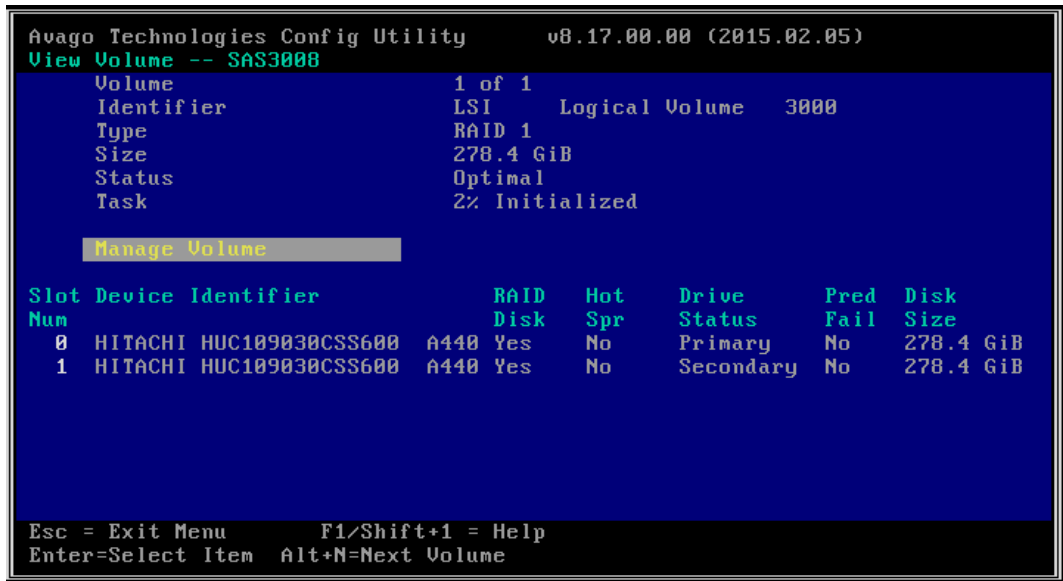 Avago Technologies Config Utility v8.17.00.00 (2015.02.05)
View Volume -- SAS3008
Volume 1 of 1
Identifier LSI Logical Volume 3000
Type RAID 1
Size 278.4 GiB
Status Optimal
Task 2% Initialized
Manage Volume
Slot Device Identifier RAID Hot Drive Pred Disk
Num Disk Spr Status Fail Size
0 HITACHI HUC109030CSS600 A440 Yes No Primary No 278.4 GiB
1 HITACHI HUC109030CSS600 A440 Yes No Secondary No 278.4 GiB
Esc = Exit Menu F1/Shift+1 = Help
Enter=Select Item Alt+N=Next Volume